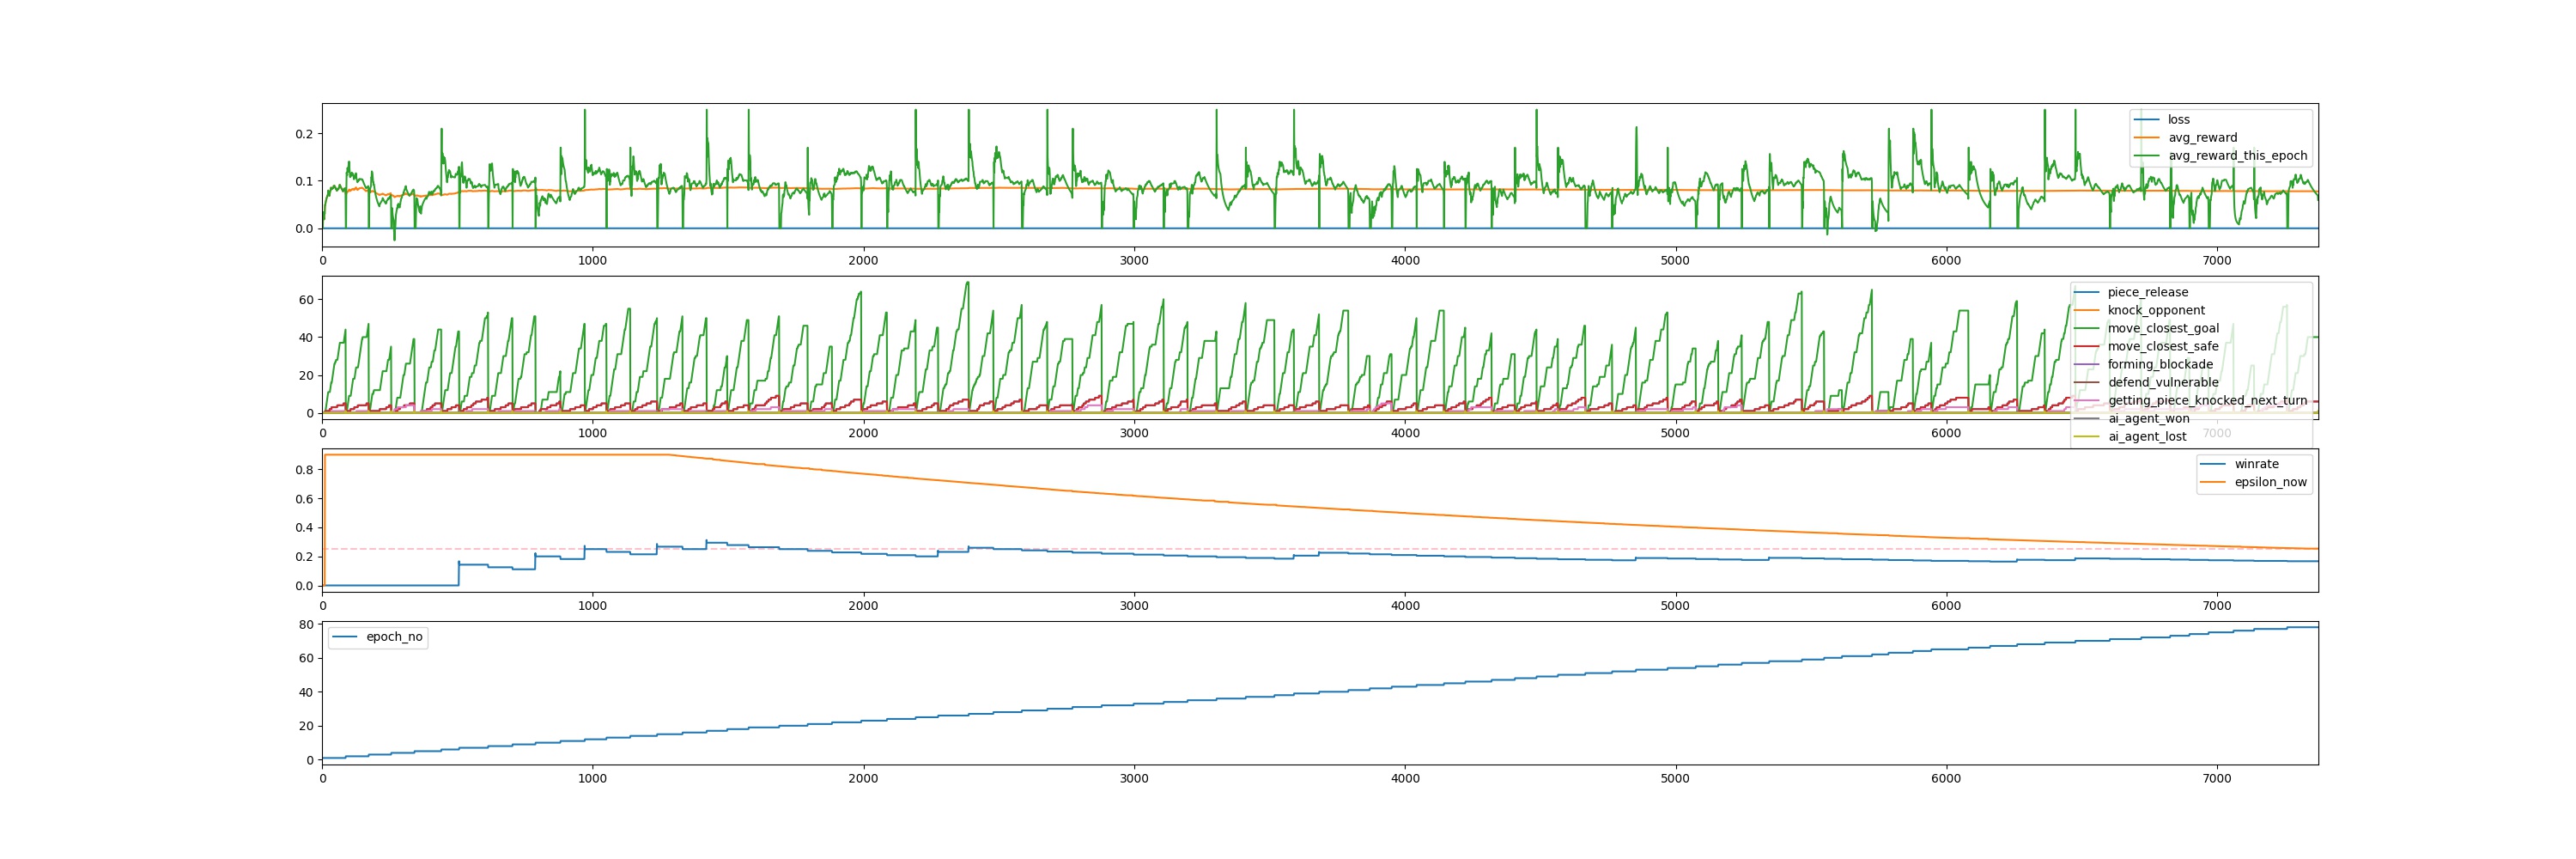 0.2
0.1
0.0
loss
avg_reward
avg_reward_this_epoch
0 1000 2000 3000 4000 5000 6000 7000
60
40
20
0
piece_release
knock_opponent
move_closest_goal
move_closest_safe
forming_blockade
defend_vulnerable
getting_piece_knocked_next_turn
ai_agent_won
ai_agent_lost
0 1000 2000 3000 4000 5000 6000 7000
0.8
0.6
0.4
0.2
0.0
winrate
epsilon_now
0 1000 2000 3000 4000 5000 6000 7000
80
60
40
20
0
epoch_no
0 1000 2000 3000 4000 5000 6000 7000